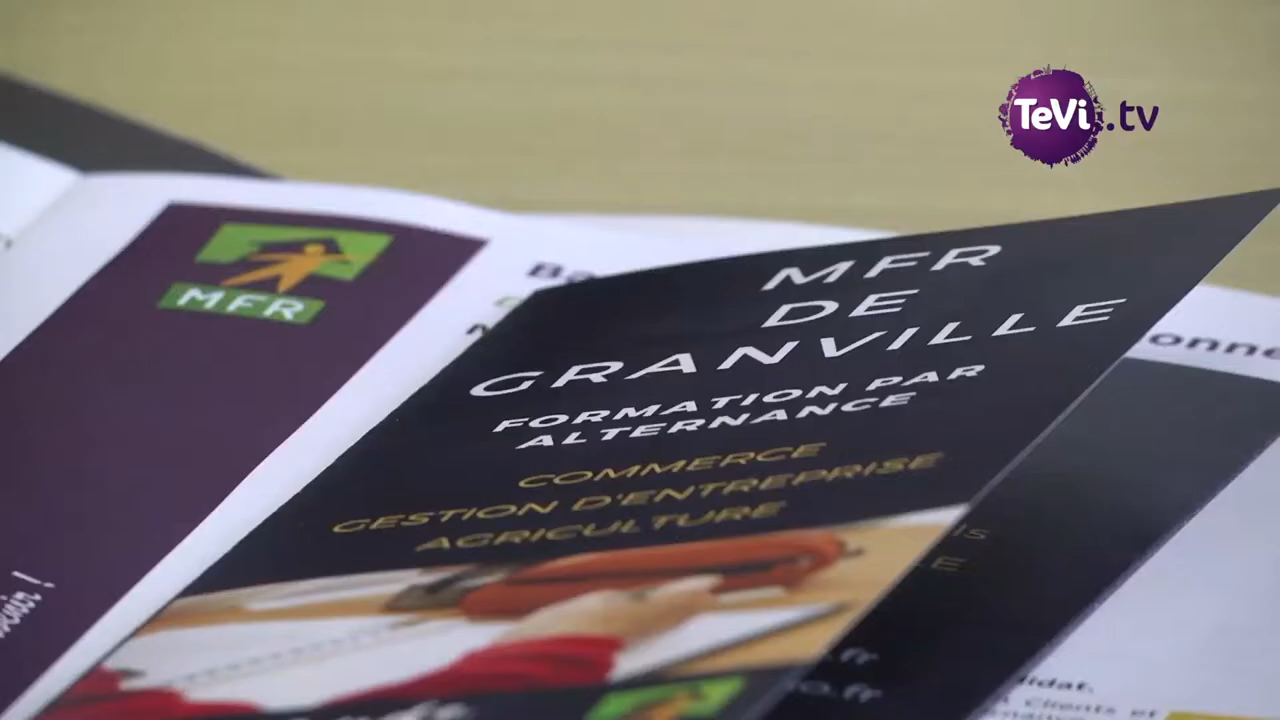 TeVi.tv
MFR
MFR
DE
GRANVILLE
FORMATION PAR
ALTERNANCE
COMMERCE
GESTION D'ENTREPRISE
AGRICULTURE